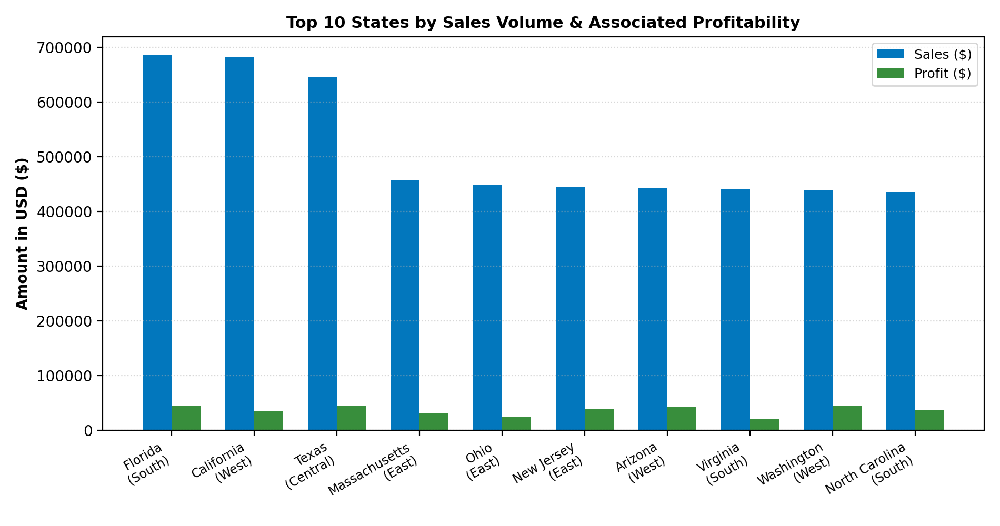 Top 10 States by Sales Volume & Associated Profitability
Sales ($)
Profit ($)
Amount in USD ($)
700000
600000
500000
400000
300000
200000
100000
0
Florida
(South)
California
(West)
Texas
(Central)
Massachusetts
(East)
Ohio
(East)
New Jersey
(East)
Arizona
(West)
Virginia
(South)
Washington
(West)
North Carolina
(South)